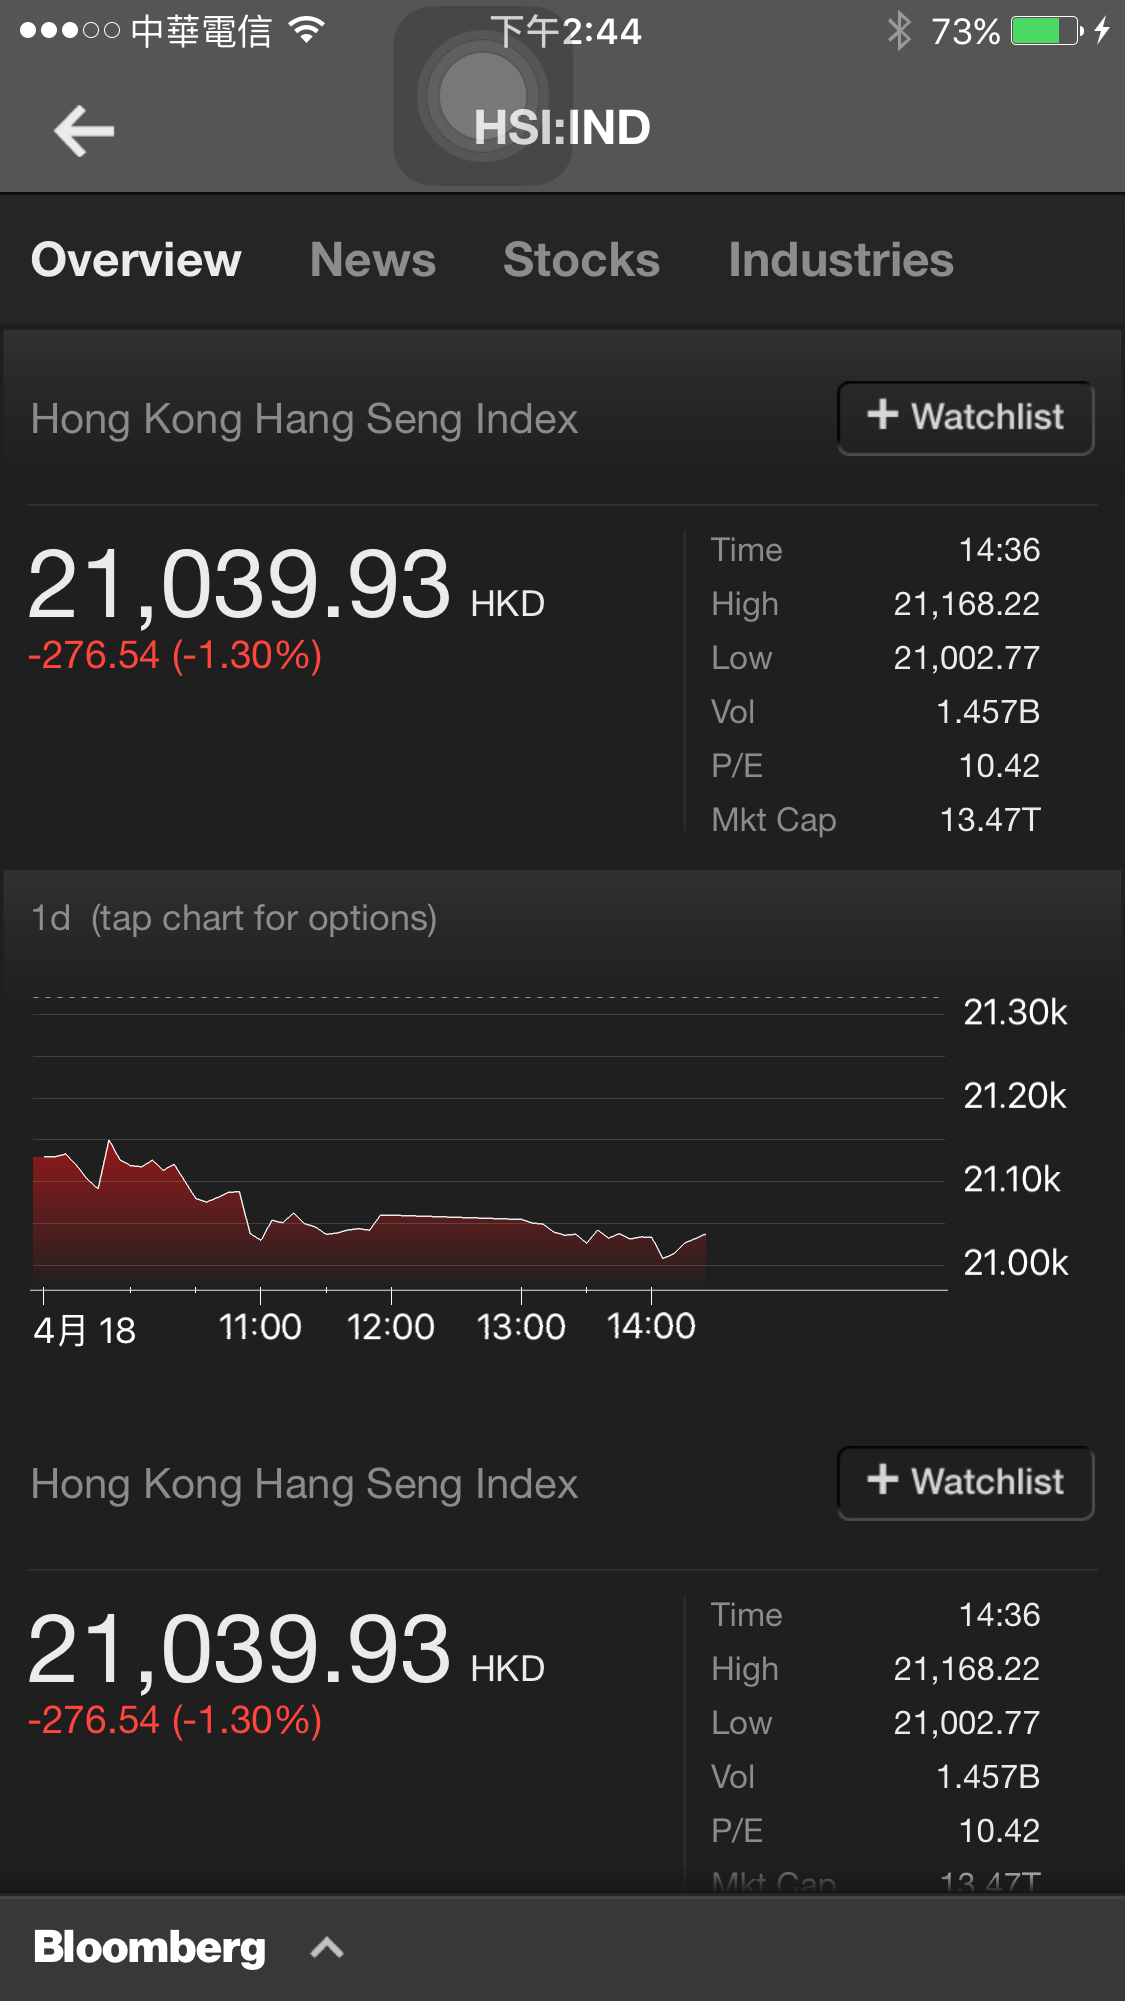 中華電信 下午2:44 73%
HSI:IND
Overview News Stocks Industries
Hong Kong Hang Seng Index + Watchlist
21,039.93 HKD
-276.54 (-1.30%)
Time 14:36
High 21,168.22
Low 21,002.77
Vol 1.457B
P/E 10.42
Mkt Cap 13.47T
1d (tap chart for options)
21.30k
21.20k
21.10k
21.00k
4月 18 11:00 12:00 13:00 14:00
Hong Kong Hang Seng Index + Watchlist
21,039.93 HKD
-276.54 (-1.30%)
Time 14:36
High 21,168.22
Low 21,002.77
Vol 1.457B
P/E 10.42
Mkt Cap 13.47T
Bloomberg